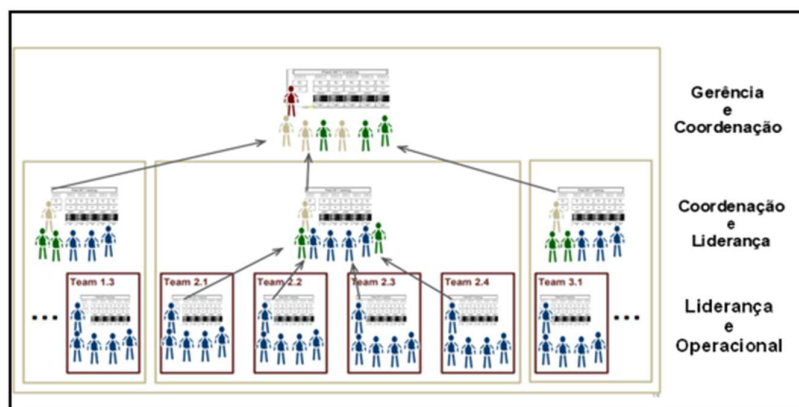 Gerência
e
Coordenação
Coordenação
e
Liderança
Team 1.3
Team 2.1
Team 2.2
Team 2.3
Team 2.4
Team 3.1
...
...
Liderança
e
Operacional